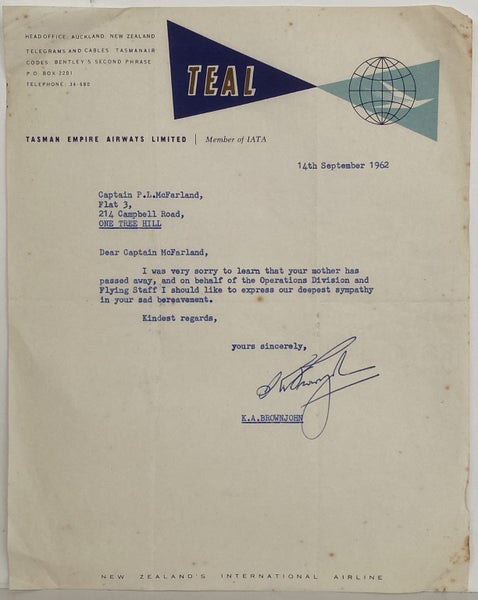 HEAD OFFICE: AUCKLAND, NEW ZEALAND
TELEGRAMS AND CABLES: TASMANAIR
CODES: BENTLEY'S SECOND PHRASE
P.O. BOX 2201
TELEPHONE: 34-680
TEAL
TASMAN EMPIRE AIRWAYS LIMITED | Member of IATA
14th September 1962
Captain P.L.McFarland,
Flat 3,
214 Campbell Road,
ONE TREE HILL
Dear Captain McFarland,
I was very sorry to learn that your mother has
passed away, and on behalf of the Operations Division and
Flying Staff I should like to express our deepest sympathy
in your sad bereavement.
Kindest regards,
yours sincerely,
K.A.BROWNJOHN
NEW ZEALAND'S INTERNATIONAL AIRLINE